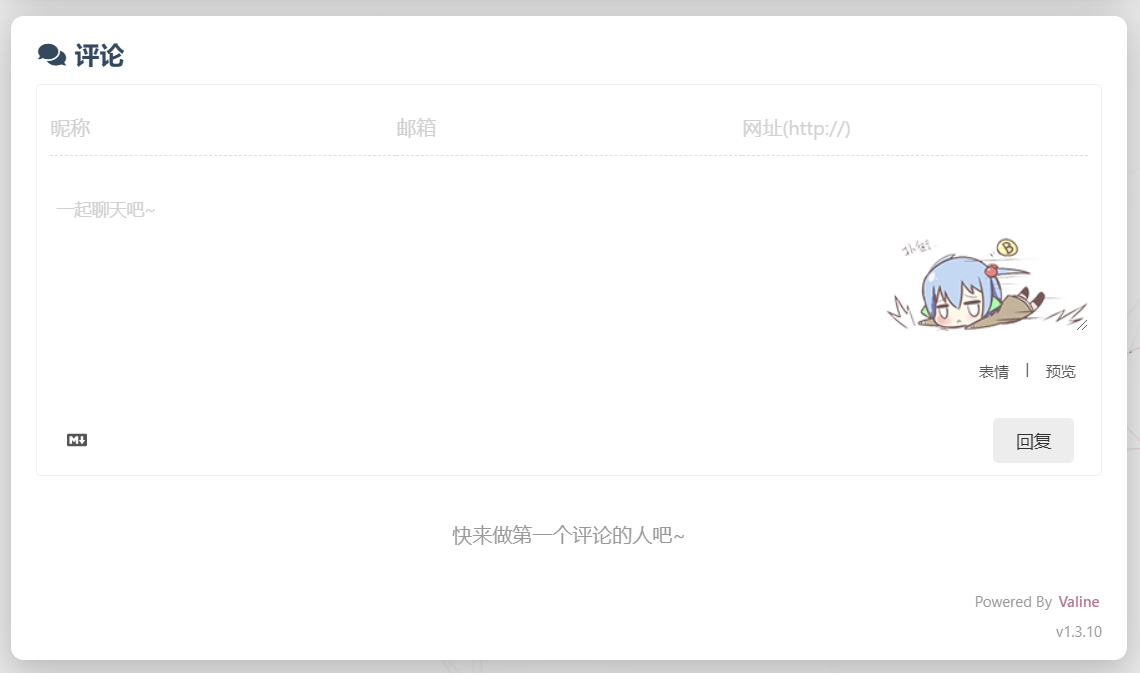 评论
昵称 邮箱 网址(http://)
一起聊天吧~
B
表情 | 预览
M↓ 回复
快来做第一个评论的人吧~
Powered By Valine
v1.3.10